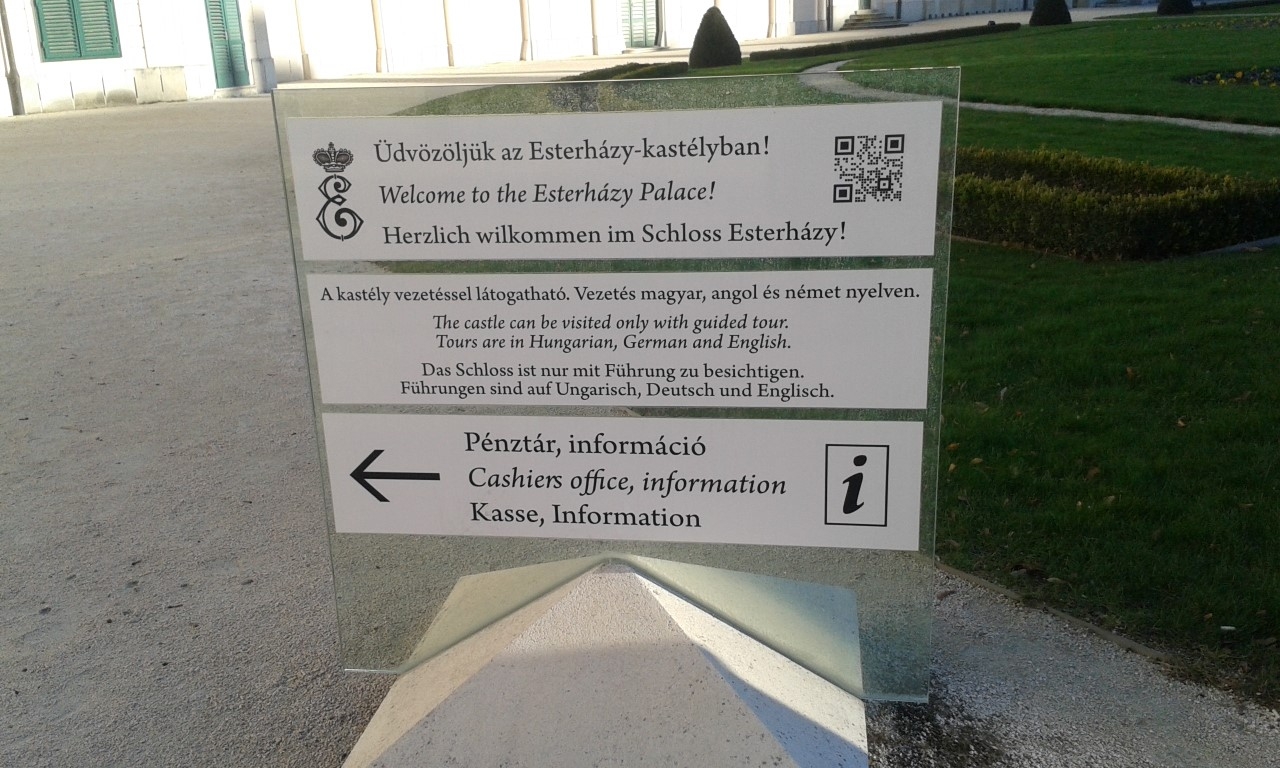 Üdvözöljük az Esterházy-kastélyban!
Welcome to the Esterházy Palace!
Herzlich wilkommen im Schloss Esterházy!
E
A kastély vezetéssel látogatható. Vezetés magyar, angol és német nyelven.
The castle can be visited only with guided tour.
Tours are in Hungarian, German and English.
Das Schloss ist nur mit Führung zu besichtigen.
Führungen sind auf Ungarisch, Deutsch und Englisch.
Pénztár, információ
Cashiers office, information
Kasse, Information
i